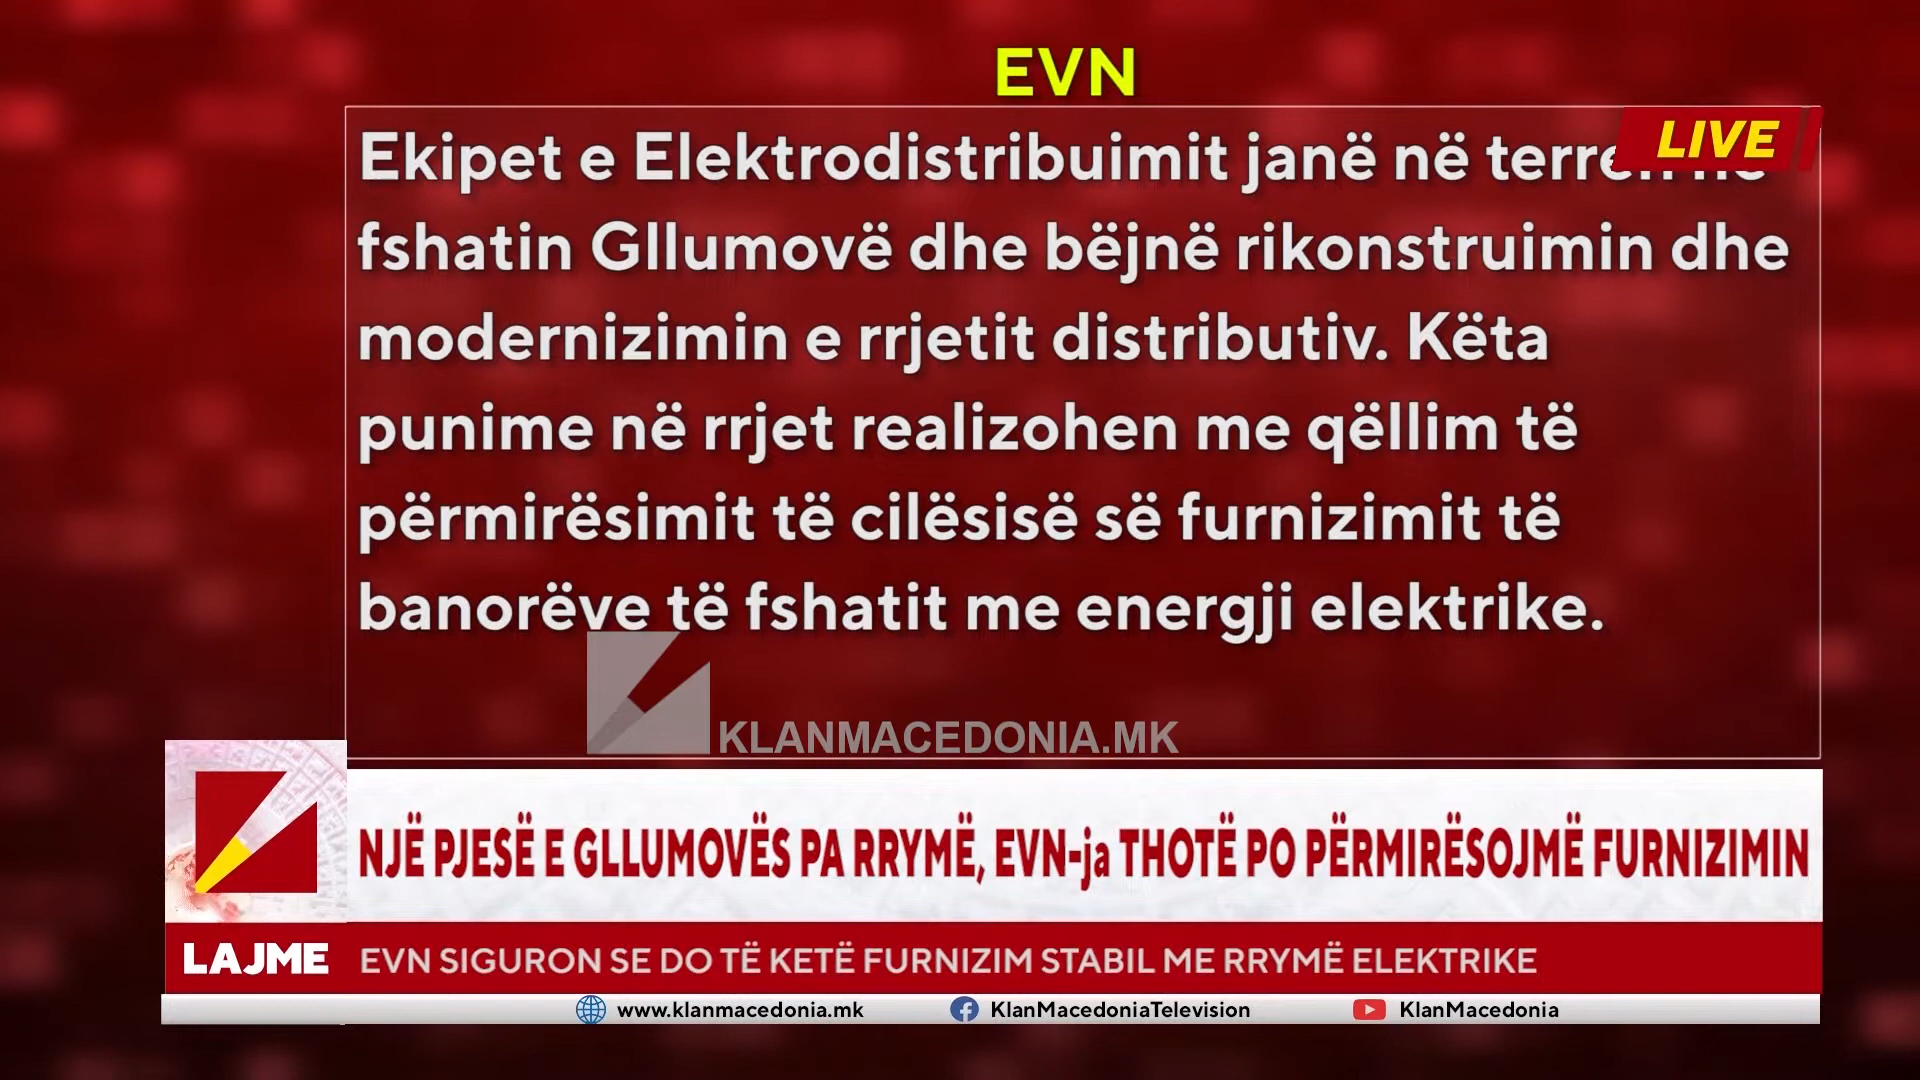 EVN
LIVE
Ekipet e Elektrodistribuimit janë në
fshatin Gllumovë dhe bëjnë rikonstruimin dhe
modernizimin e rrjetit distributiv. Këta
punime në rrjet realizohen me qëllim të
përmirësimit të cilësisë së furnizimit të
banorëve të fshatit me energji elektrike.
KLANMACEDONIA.MK
NJË PJESË E GLLUMOVËS PA RRYMË, EVN-ja THOTË PO PËRMIRËSOJMË FURNIZIMIN
LAJME EVN SIGURON SE DO TË KETË FURNIZIM STABIL ME RRYMË ELEKTRIKE
www.klanmacedonia.mk KlanMacedoniaTelevision KlanMacedonia